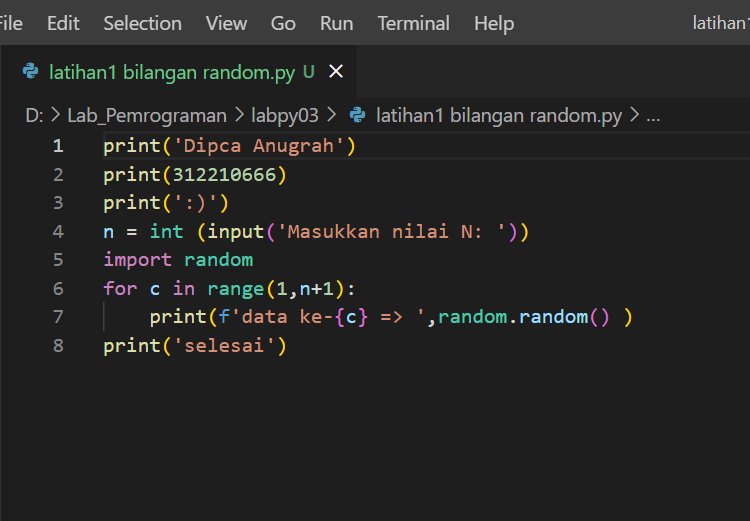 File Edit Selection View Go Run Terminal Help latihan1
latihan1 bilangan random.py U
D: > Lab_Pemrograman > labpy03 > latihan1 bilangan random.py > ...
1 print('Dipca Anugrah')
2 print(312210666)
3 print(':)')
4 n = int (input('Masukkan nilai N: '))
5 import random
6 for c in range(1,n+1):
7 print(f'data ke-{c} => ',random.random() )
8 print('selesai')